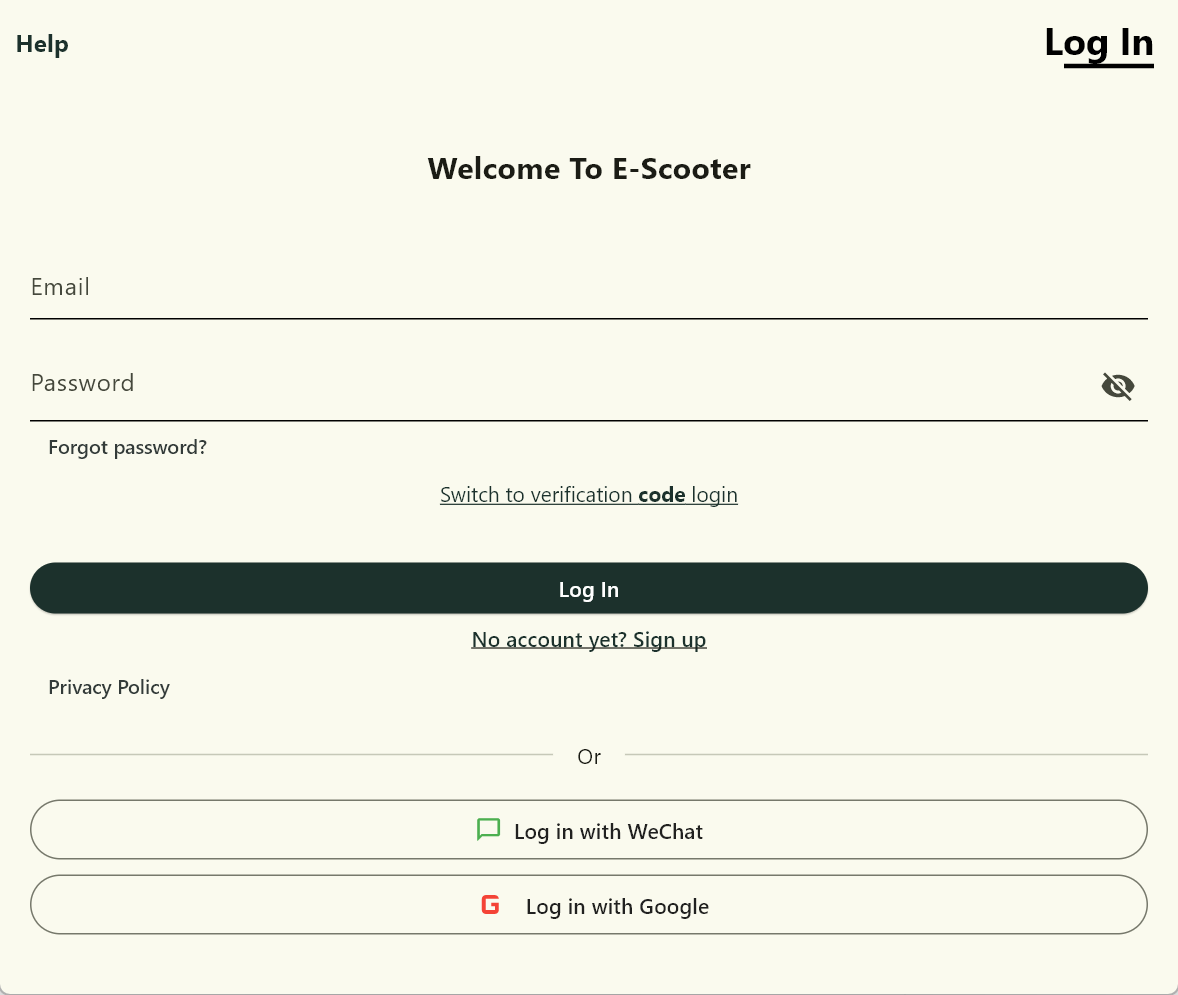 Help
Log In
Welcome To E-Scooter
Email
Password
Forgot password?
Switch to verification code login
Log In
No account yet? Sign up
Privacy Policy
Or
Log in with WeChat
G Log in with Google